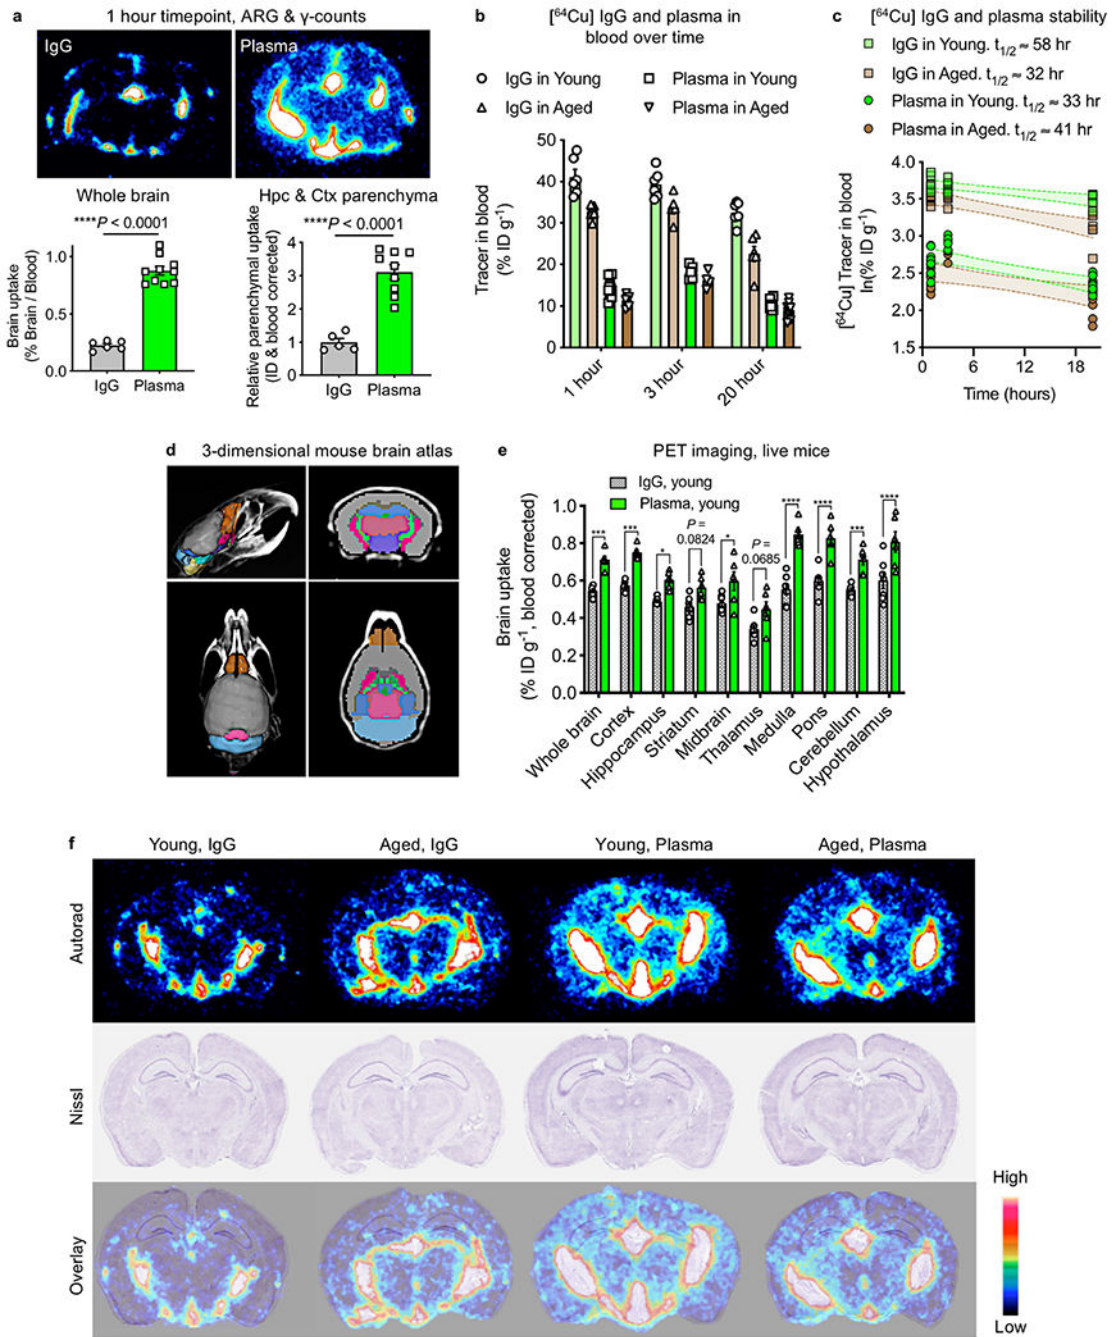 a
1 hour timepoint, ARG & γ-counts
IgG
Plasma
Whole brain
****P < 0.0001
Brain uptake
(% Brain / Blood)
1.0
0.5
0.0
IgG
Plasma
Hpc & Ctx parenchyma
****P < 0.0001
Relative parenchymal uptake
(ID & blood corrected)
4
3
2
1
0
IgG
Plasma
b
[⁶⁴Cu] IgG and plasma in
blood over time
IgG in Young
Plasma in Young
IgG in Aged
Plasma in Aged
Tracer in blood
(% ID g⁻¹)
50
40
30
20
10
0
1 hour
3 hour
20 hour
c
[⁶⁴Cu] IgG and plasma stability
IgG in Young. t1/2 ≈ 58 hr
IgG in Aged. t1/2 ≈ 32 hr
Plasma in Young. t1/2 ≈ 33 hr
Plasma in Aged. t1/2 ≈ 41 hr
[⁶⁴Cu] Tracer in blood
ln(% ID g⁻¹)
4.0
3.5
3.0
2.5
2.0
1.5
0
6
12
18
Time (hours)
d
3-dimensional mouse brain atlas
e
PET imaging, live mice
IgG, young
Plasma, young
Brain uptake
(% ID g⁻¹, blood corrected)
1.0
0.8
0.6
0.4
0.2
0.0
***
***
*
P =
0.0824
*
P =
0.0685
****
****
***
****
Whole brain
Cortex
Hippocampus
Striatum
Midbrain
Thalamus
Medulla
Pons
Cerebellum
Hypothalamus
f
Young, IgG
Aged, IgG
Young, Plasma
Aged, Plasma
Autorad
Nissl
Overlay
High
Low